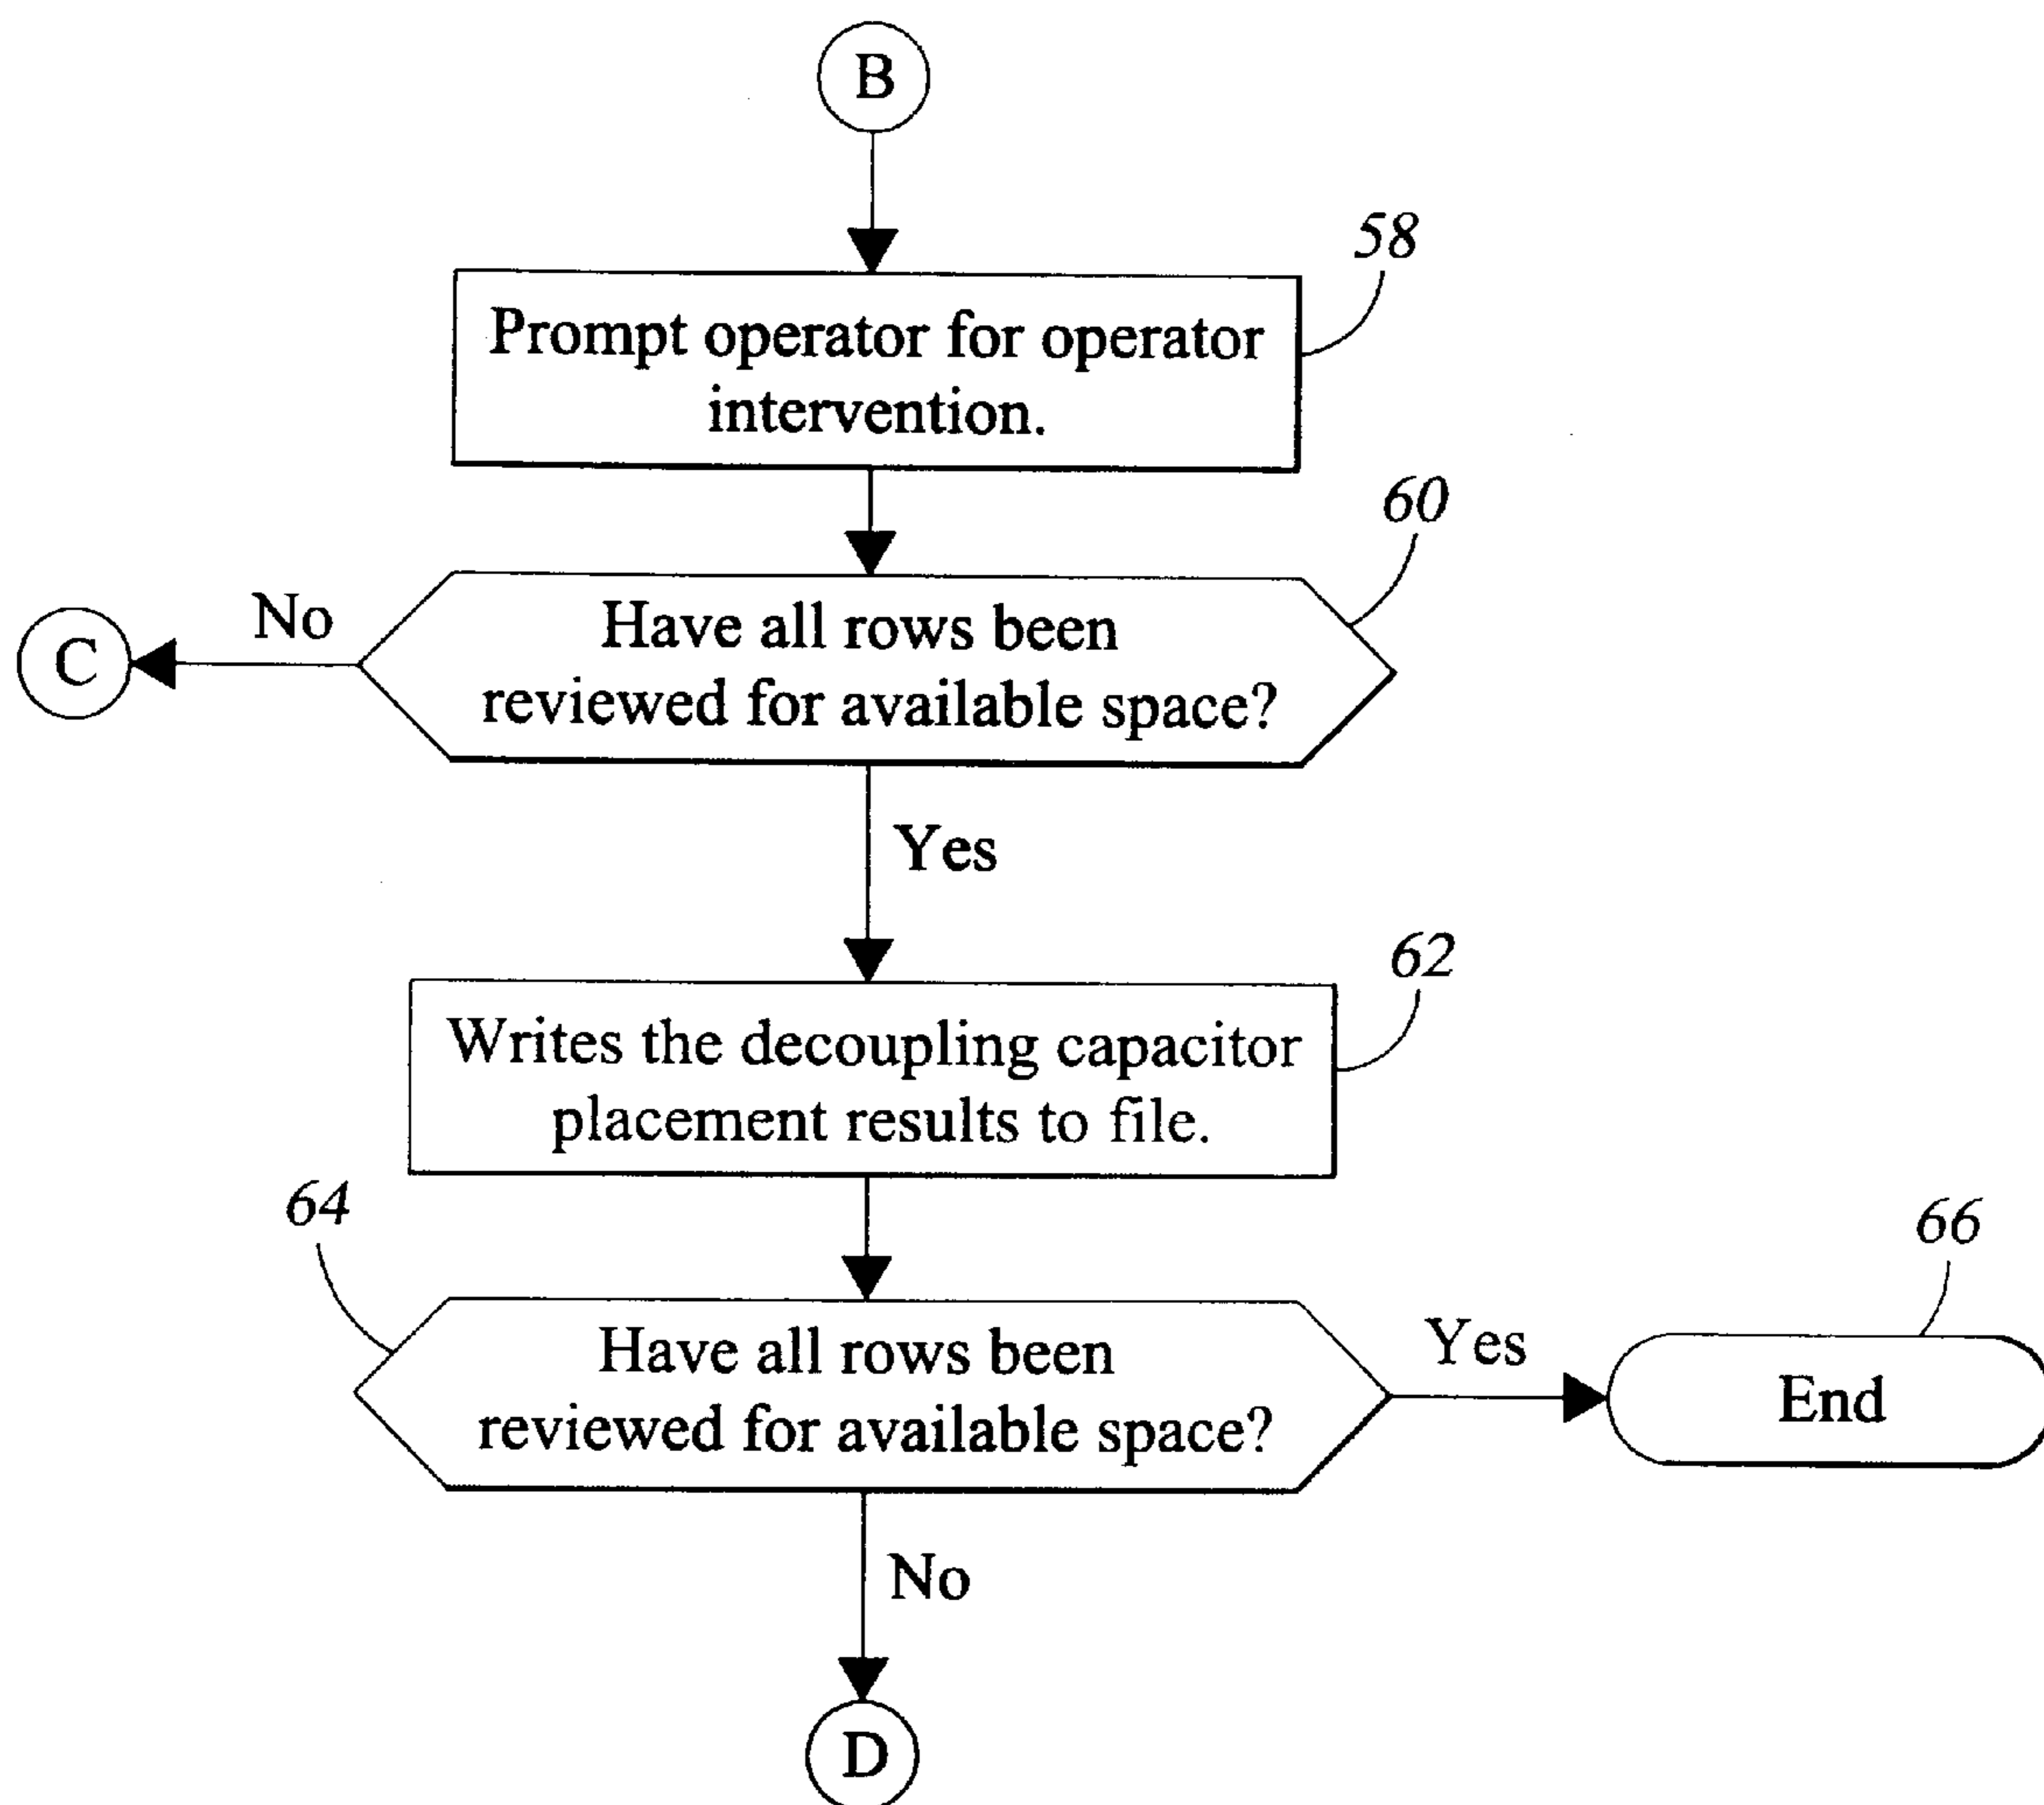 B
58
Prompt operator for operator
intervention.
60
Have all rows been
reviewed for available space?
No
C
Yes
62
Writes the decoupling capacitor
placement results to file.
64
66
Have all rows been
reviewed for available space?
Yes
End
No
D